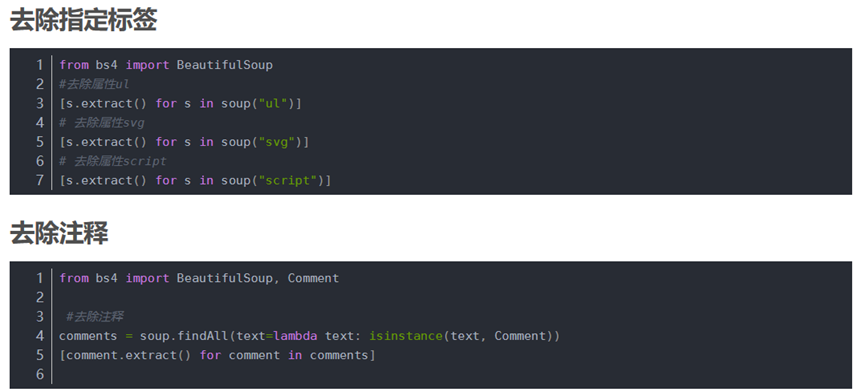 去除指定标签
1 from bs4 import BeautifulSoup
2 #去除属性ul
3 [s.extract() for s in soup("ul")]
4 # 去除属性svg
5 [s.extract() for s in soup("svg")]
6 # 去除属性script
7 [s.extract() for s in soup("script")]
去除注释
1 from bs4 import BeautifulSoup, Comment
2
3 #去除注释
4 comments = soup.findAll(text=lambda text: isinstance(text, Comment))
5 [comment.extract() for comment in comments]
6